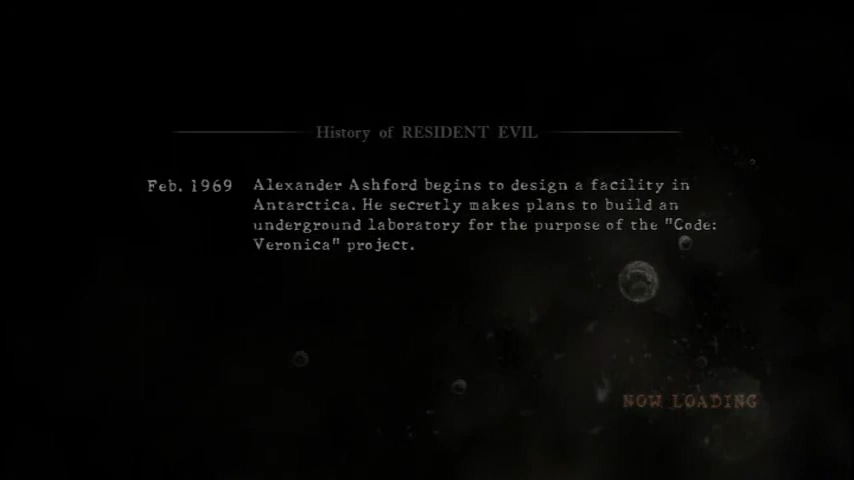 History of RESIDENT EVIL
Feb. 1969 Alexander Ashford begins to design a facility in
Antarctica. He secretly makes plans to build an
underground laboratory for the purpose of the "Code:
Veronica" project.
NOW LOADING